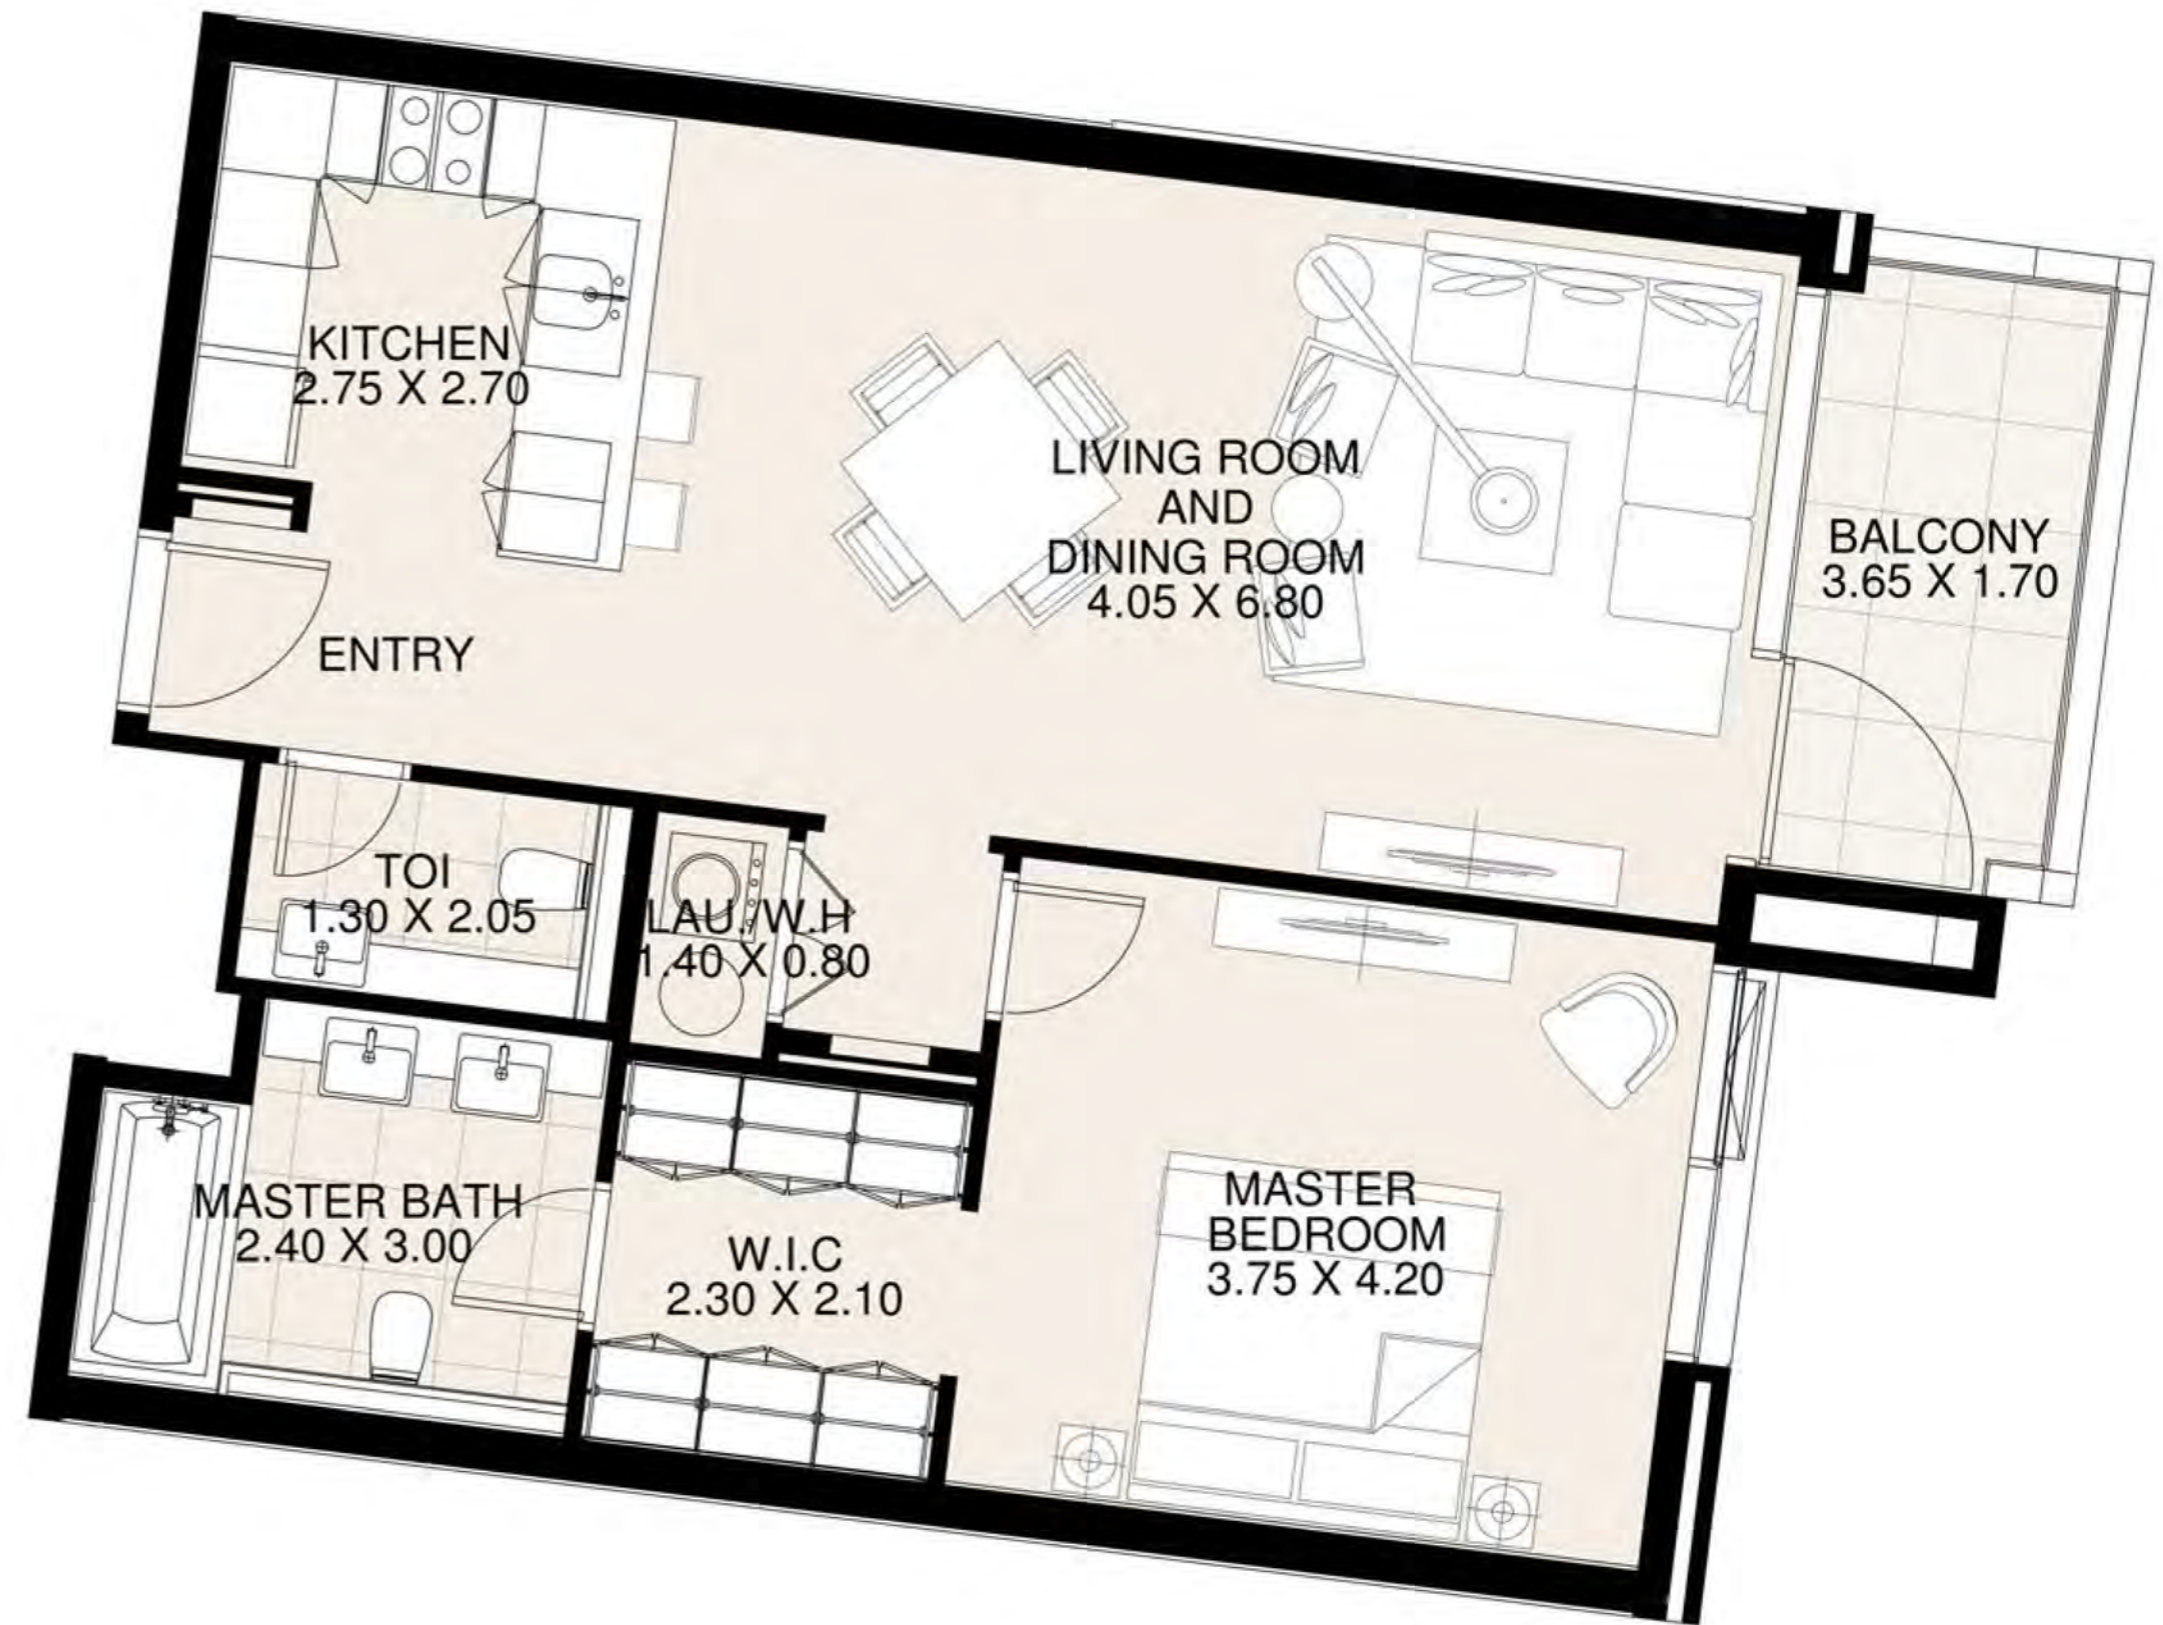 KITCHEN
2.75 X 2.70
LIVING ROOM
AND
DINING ROOM
4.05 X 6.80
BALCONY
3.65 X 1.70
ENTRY
TOI
1.30 X 2.05
LAU./W.H
1.40 X 0.80
MASTER BATH
2.40 X 3.00
W.I.C
2.30 X 2.10
MASTER
BEDROOM
3.75 X 4.20